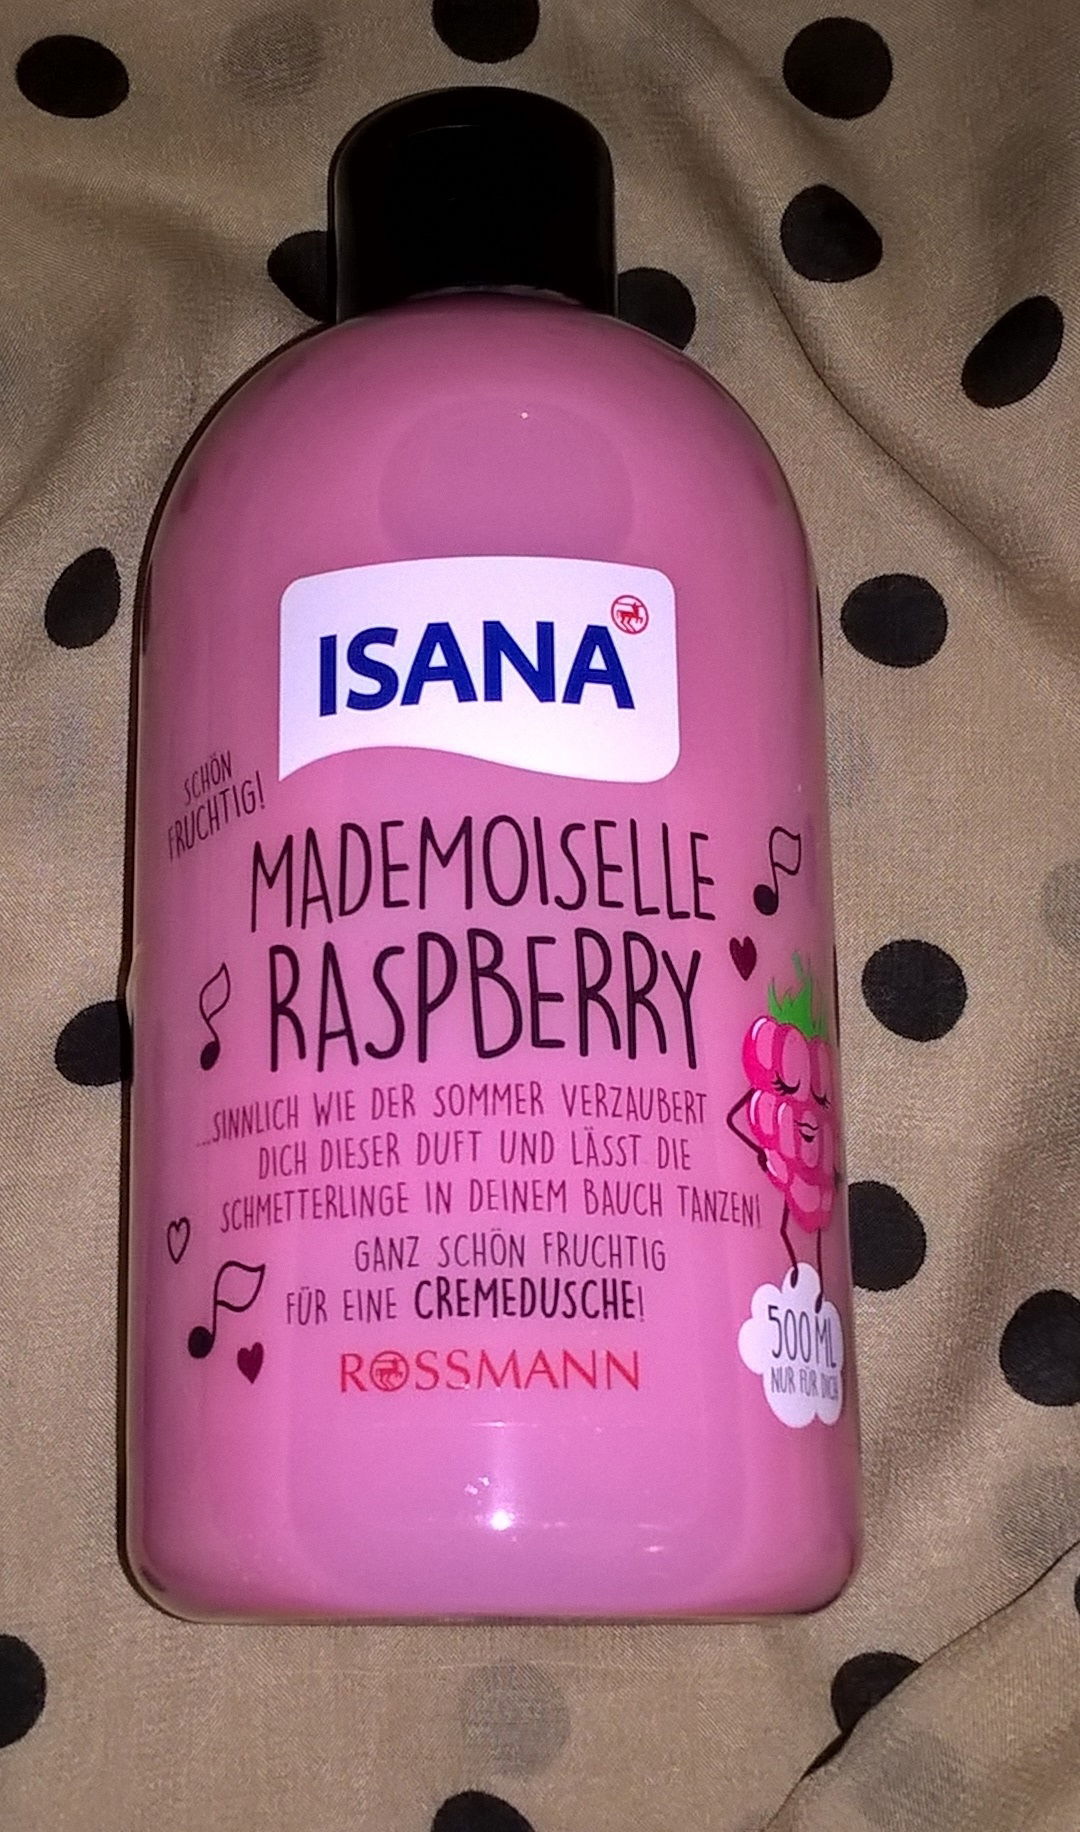 ISANA
SCHÖN
FRUCHTIG!
MADEMOISELLE
RASPBERRY
...SINNLICH WIE DER SOMMER VERZAUBERT
DICH DIESER DUFT UND LÄSST DIE
SCHMETTERLINGE IN DEINEM BAUCH TANZEN!
GANZ SCHÖN FRUCHTIG
FÜR EINE CREMEDUSCHE!
ROSSMANN
500 ML
NUR FÜR DICH